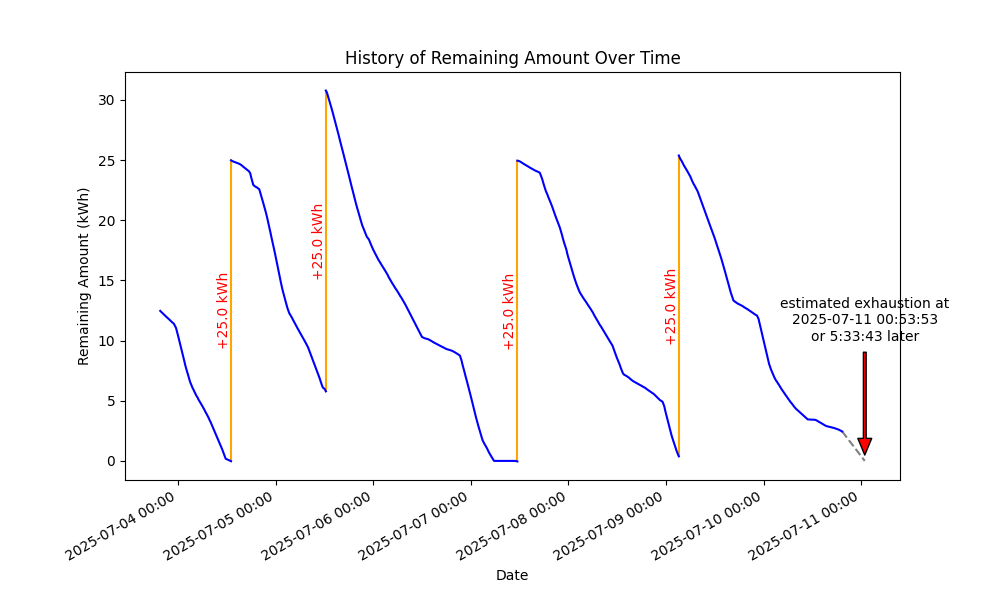 History of Remaining Amount Over Time
Remaining Amount (kWh)
30
25
20
15
10
5
0
+25.0 kWh
+25.0 kWh
+25.0 kWh
+25.0 kWh
estimated exhaustion at
2025-07-11 00:53:53
or 5:33:43 later
2025-07-04 00:00
2025-07-05 00:00
2025-07-06 00:00
2025-07-07 00:00
2025-07-08 00:00
2025-07-09 00:00
2025-07-10 00:00
2025-07-11 00:00
Date